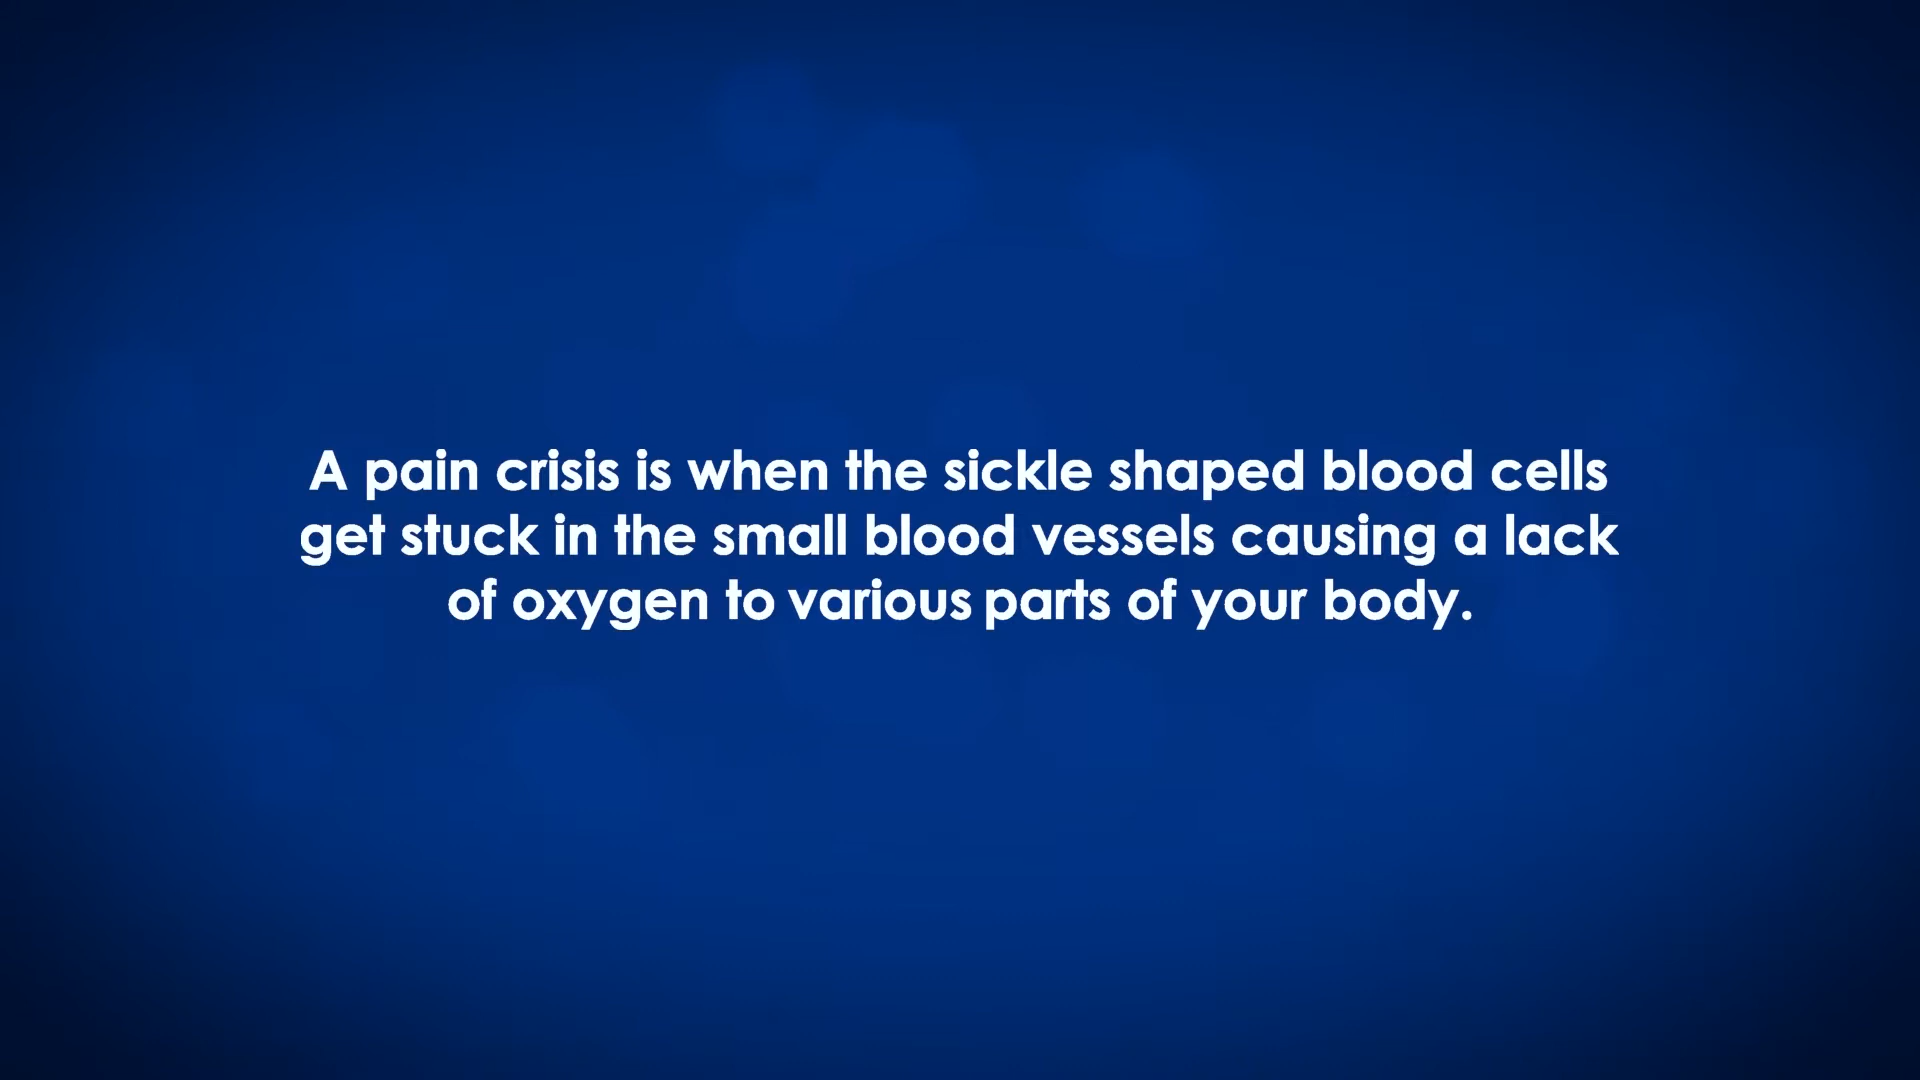 A pain crisis is when the sickle shaped blood cells
get stuck in the small blood vessels causing a lack
of oxygen to various parts of your body.